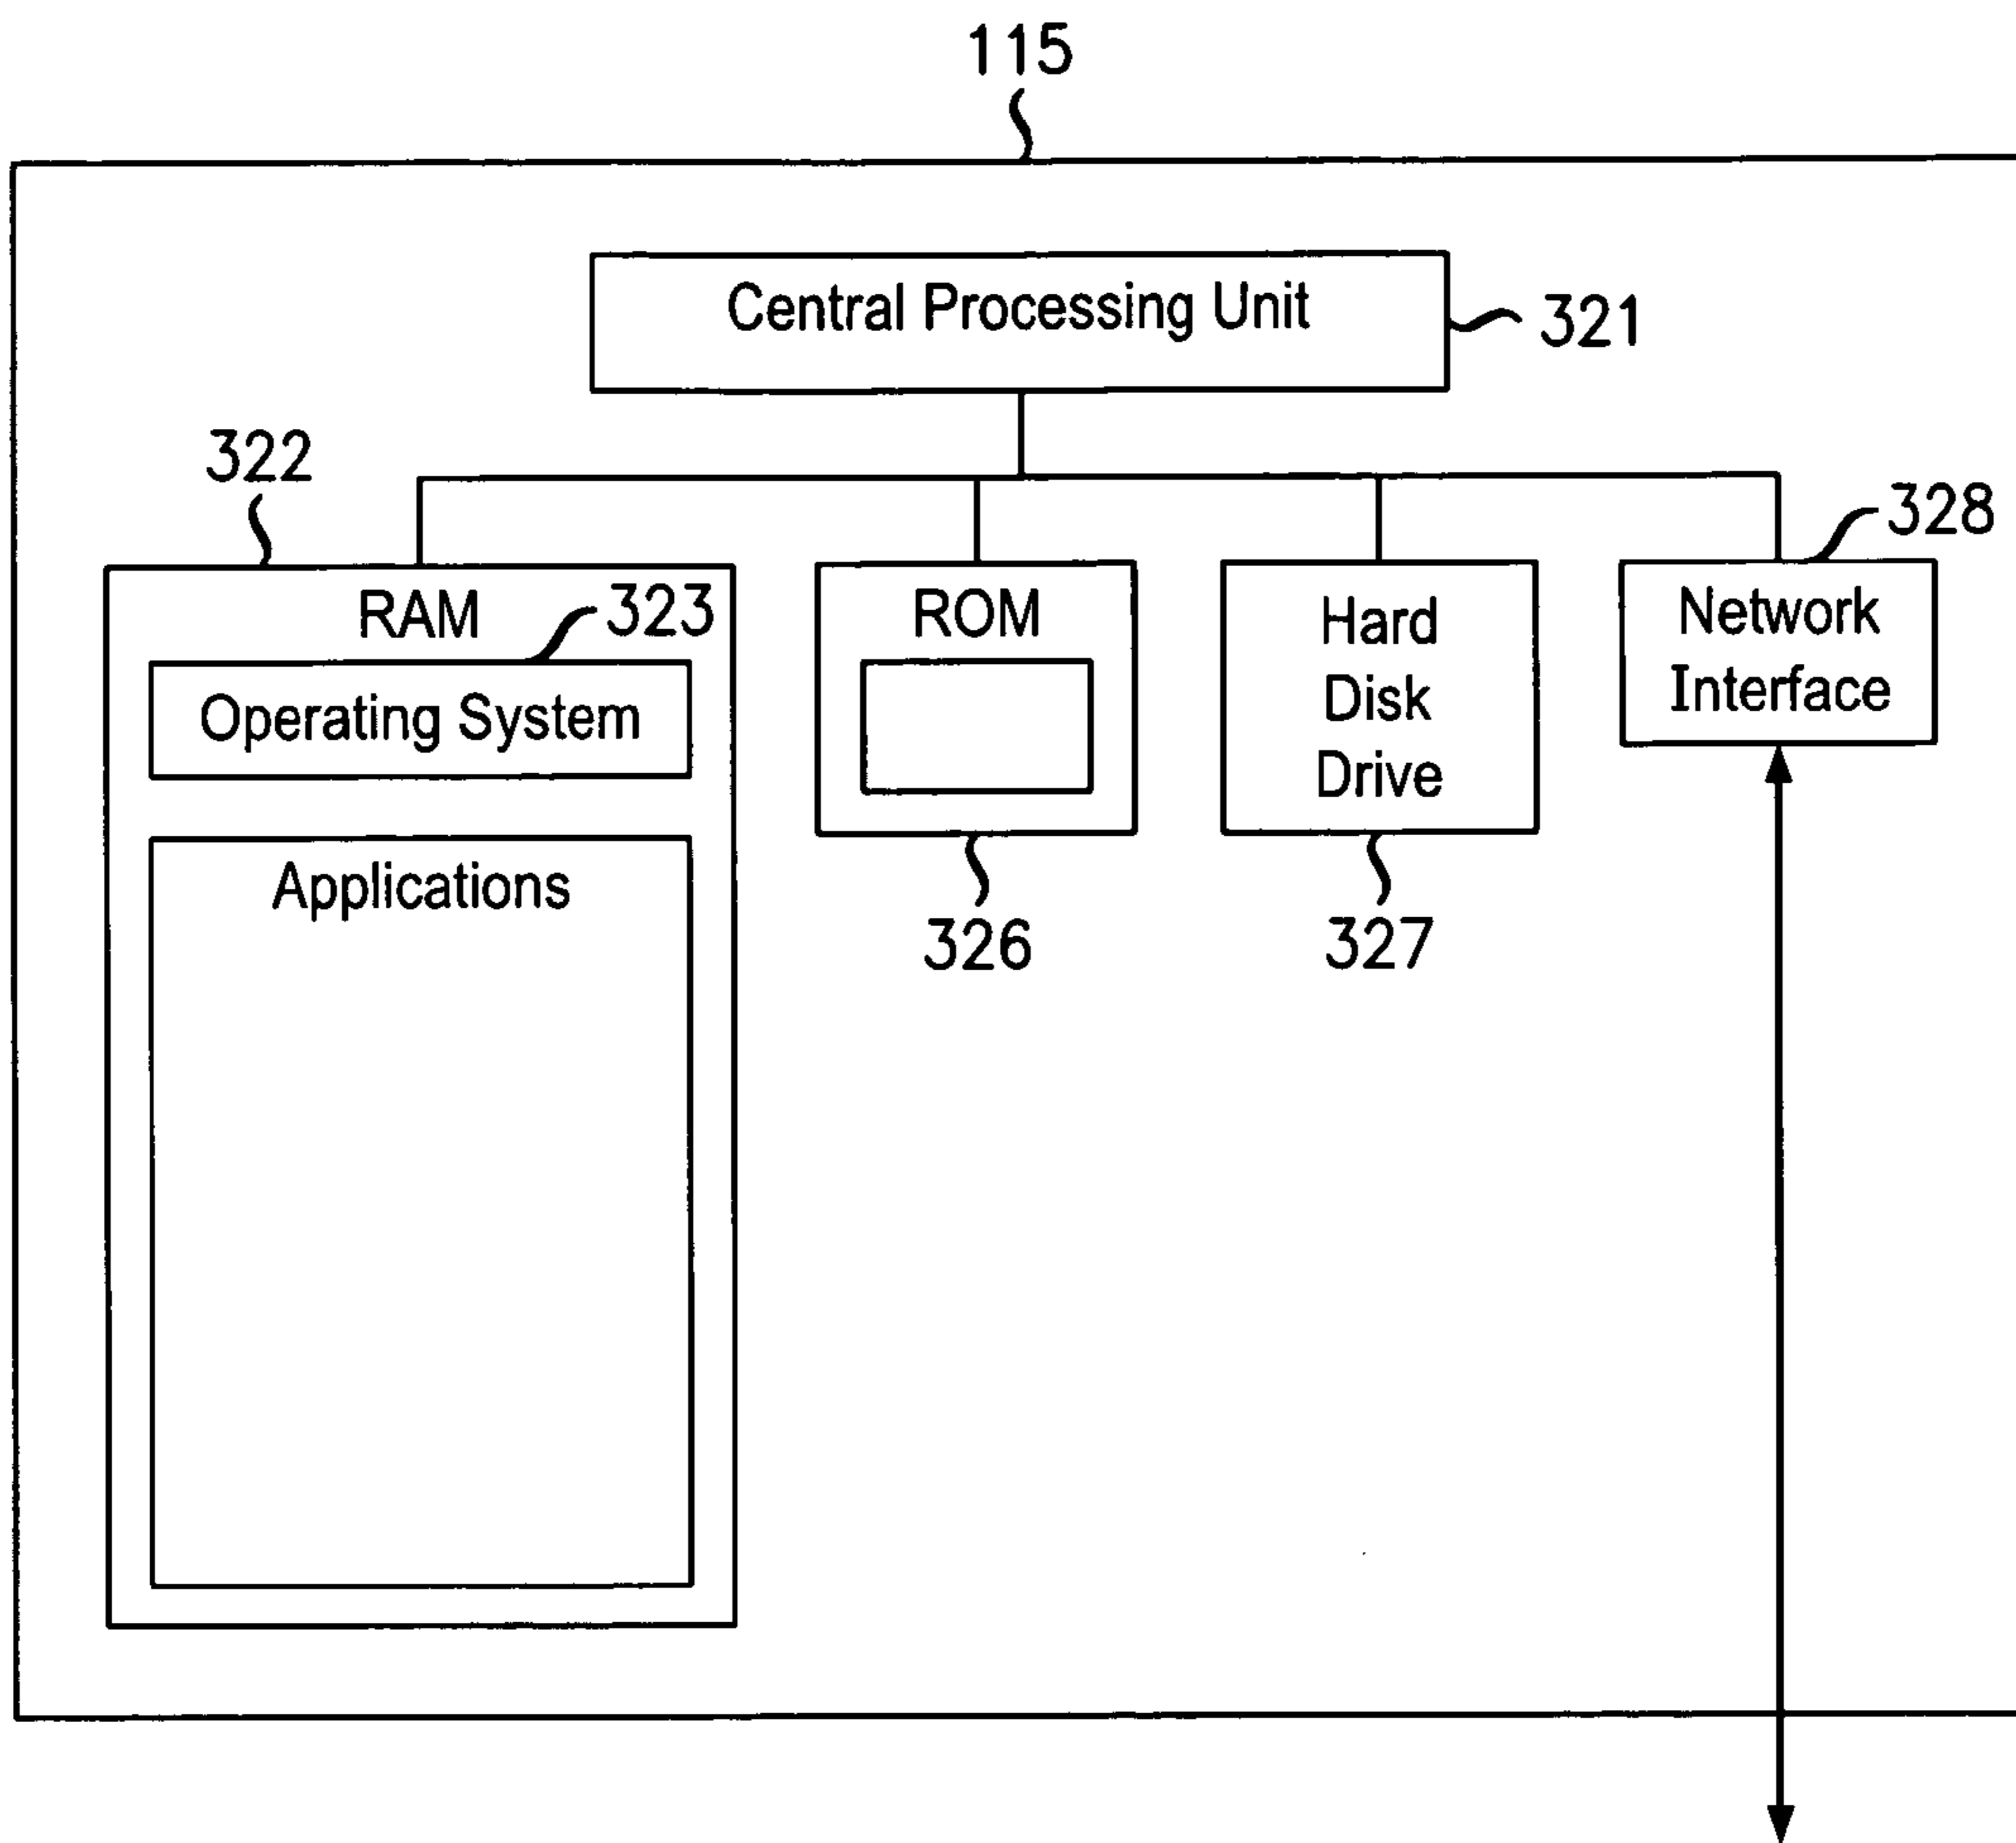 115
Central Processing Unit
321
322
328
RAM
323
Operating System
Applications
ROM
326
Hard
Disk
Drive
327
Network
Interface